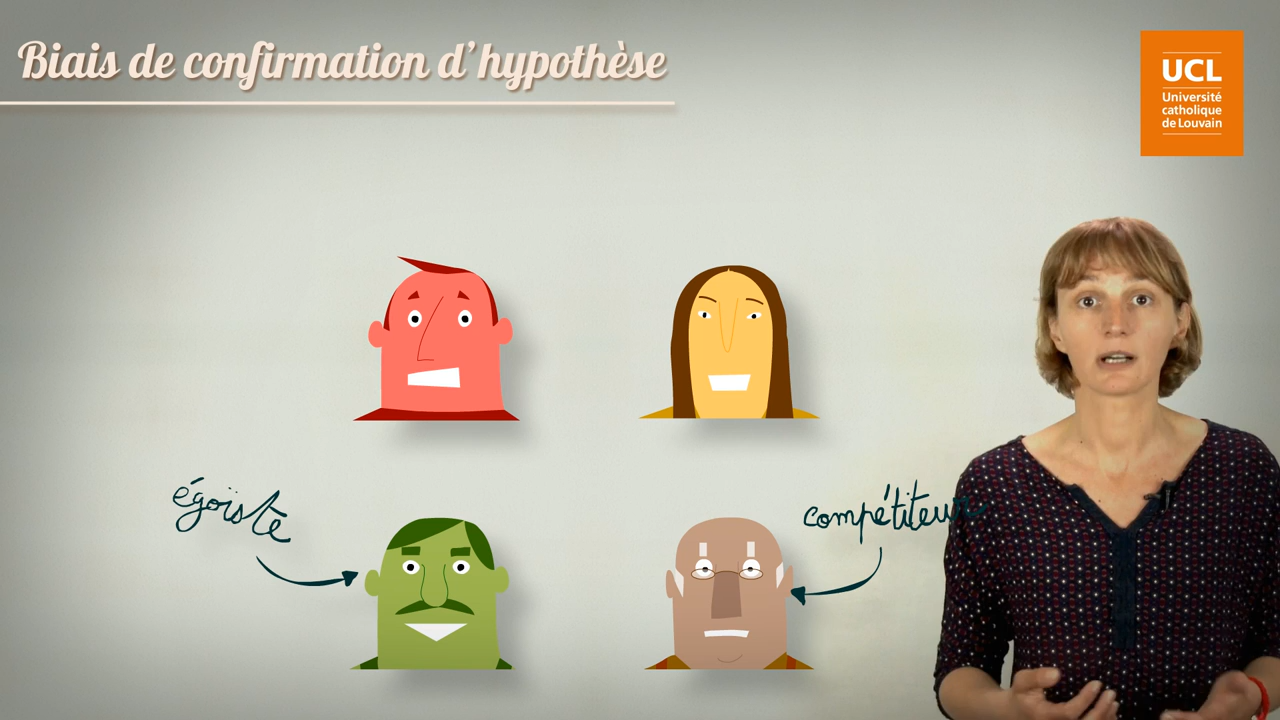 Biais de confirmation d'hypothèse
UCL
Université
catholique
de Louvain
égoïste
compétiteur